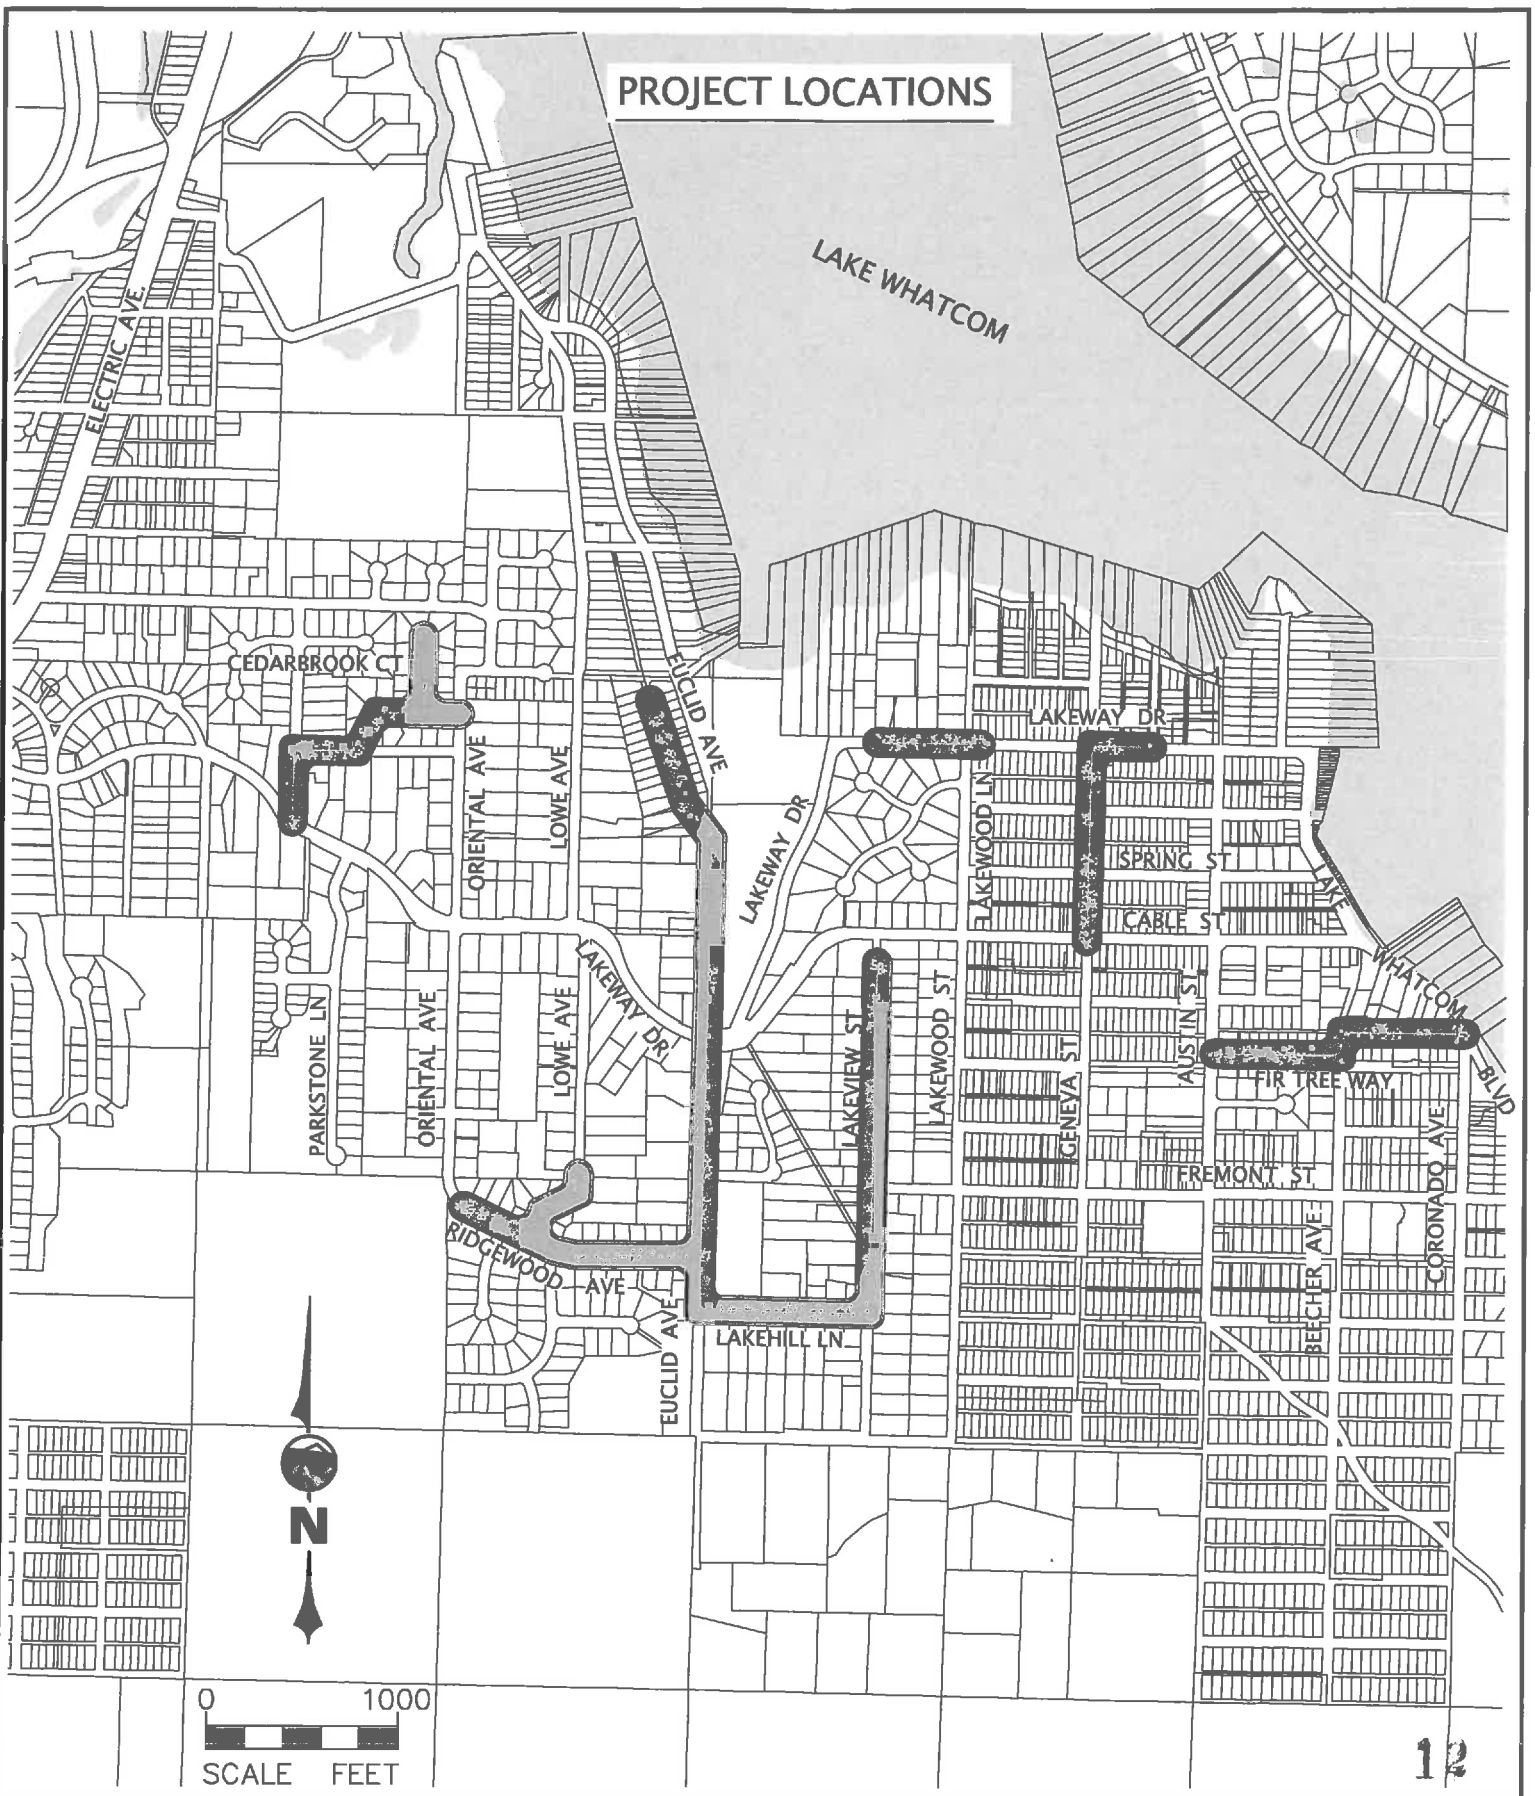 PROJECT LOCATIONS
LAKE WHATCOM
ELECTRIC AVE.
CEDARBROOK CT
EUCLID AVE
LAKEWAY DR
ORIENTAL AVE
LOWE AVE
LAKEWAY DR
LAKEWOOD LN
SPRING ST
CABLE ST
LAKE
WHATCOM
BLVD
LAKEWAY DR.
PARKSTONE LN
ORIENTAL AVE
LOWE AVE
LAKEVIEW ST
LAKEWOOD ST
GENEVA ST
AUSTIN ST
FIR TREE WAY
FREMONT ST
CORONADO AVE
BEECHER AVE.
RIDGEWOOD AVE
EUCLID AVE
LAKEHILL LN
N
0 1000
SCALE FEET